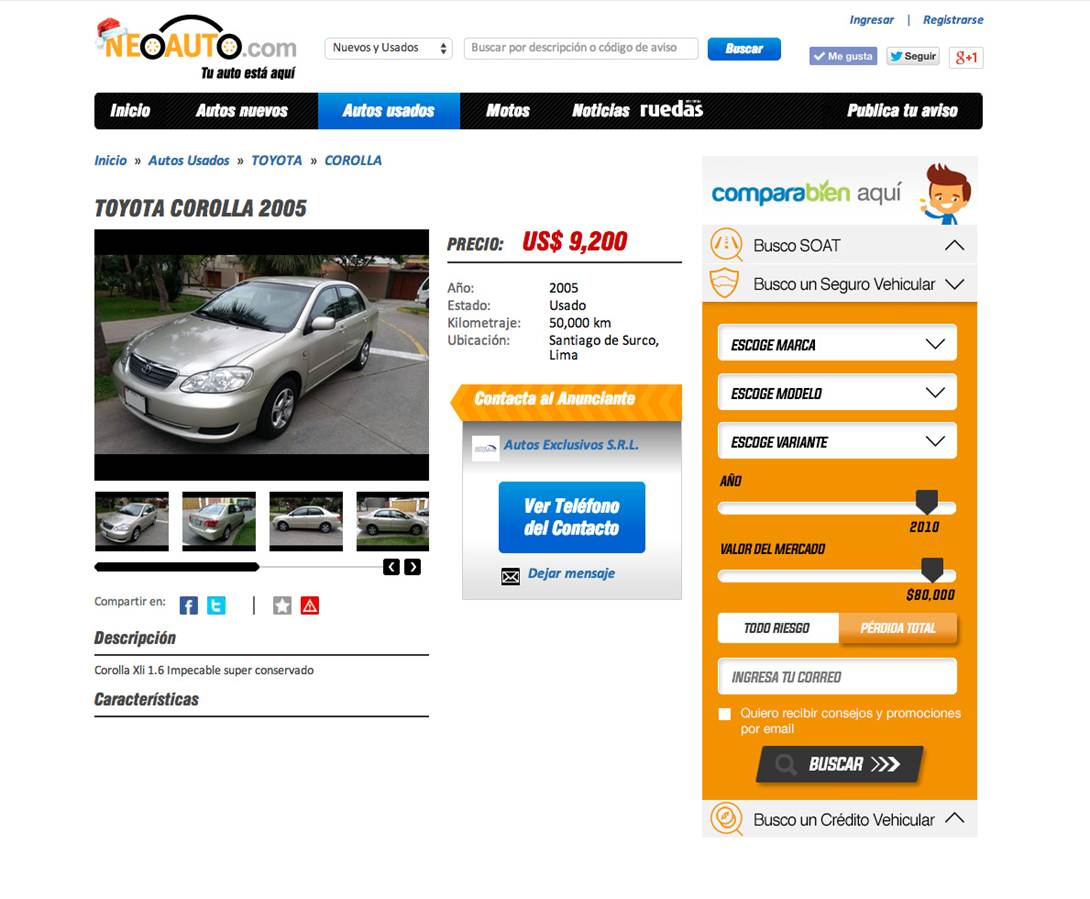 Ingresar | Registrarse
NEOAUTO.com
Tu auto está aquí
Nuevos y Usados
Buscar por descripción o código de aviso
Buscar
Me gusta
Seguir
g+1
Inicio
Autos nuevos
Autos usados
Motos
Noticias ruedas
Publica tu aviso
Inicio » Autos Usados » TOYOTA » COROLLA
TOYOTA COROLLA 2005
PRECIO: US$ 9,200
Año: 2005
Estado: Usado
Kilometraje: 50,000 km
Ubicación: Santiago de Surco,
Lima
Contacta al Anunciante
Autos Exclusivos S.R.L.
Ver Teléfono
del Contacto
Dejar mensaje
Compartir en: |
Descripción
Corolla Xli 1.6 Impecable super conservado
Características
comparabien aquí
Busco SOAT
Busco un Seguro Vehicular
ESCOGE MARCA
ESCOGE MODELO
ESCOGE VARIANTE
AÑO
2010
VALOR DEL MERCADO
$80,000
TODO RIESGO
PÉRDIDA TOTAL
INGRESA TU CORREO
Quiero recibir consejos y promociones
por email
BUSCAR
Busco un Crédito Vehicular